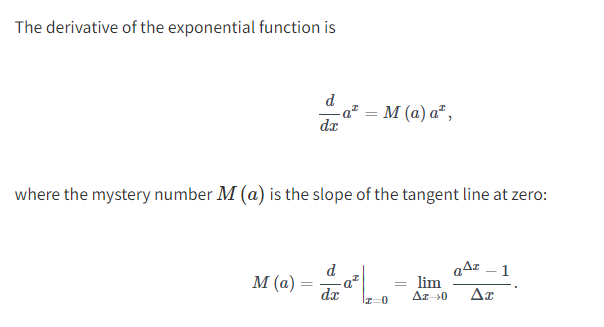 The derivative of the exponential function is
d/dx a^x = M (a) a^x ,
where the mystery number M (a) is the slope of the tangent line at zero:
M (a) = d/dx a^x |_{x=0} = lim_{Δx→0} (a^{Δx} − 1)/Δx .